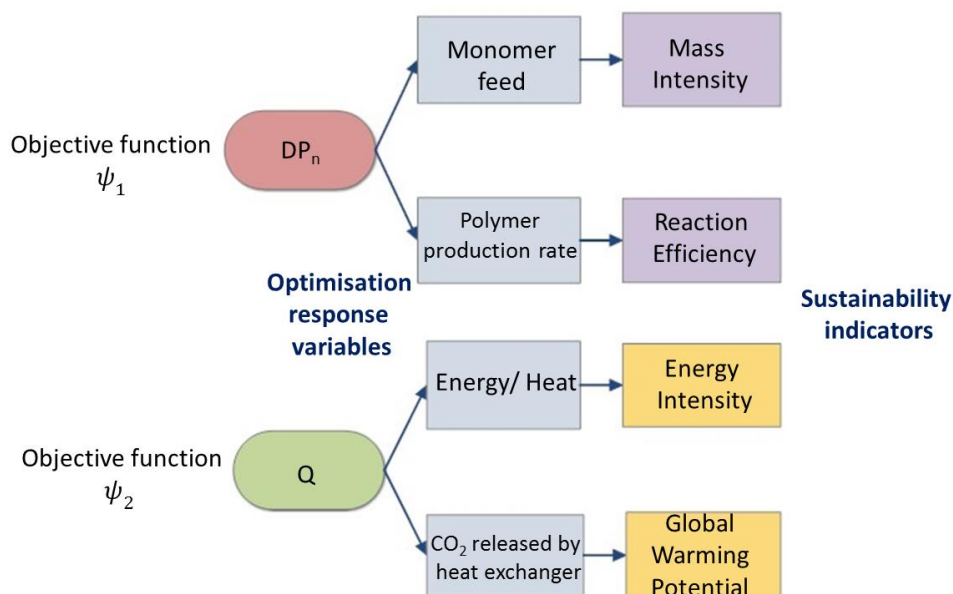 Monomer
feed
Mass
Intensity
Objective function
ψ₁
DPₙ
Polymer
production rate
Reaction
Efficiency
Optimisation
response
variables
Sustainability
indicators
Energy/ Heat
Energy
Intensity
Objective function
ψ₂
Q
CO₂ released by
heat exchanger
Global
Warming
Potential